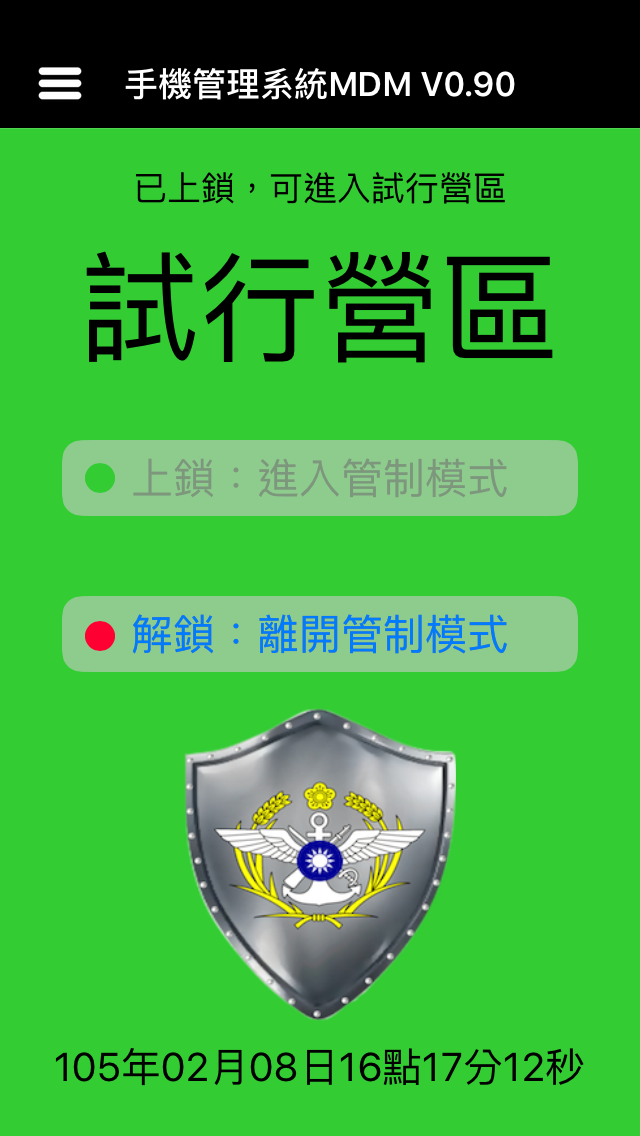 手機管理系統MDM V0.90
已上鎖，可進入試行營區
試行營區
上鎖：進入管制模式
解鎖：離開管制模式
105年02月08日16點17分12秒